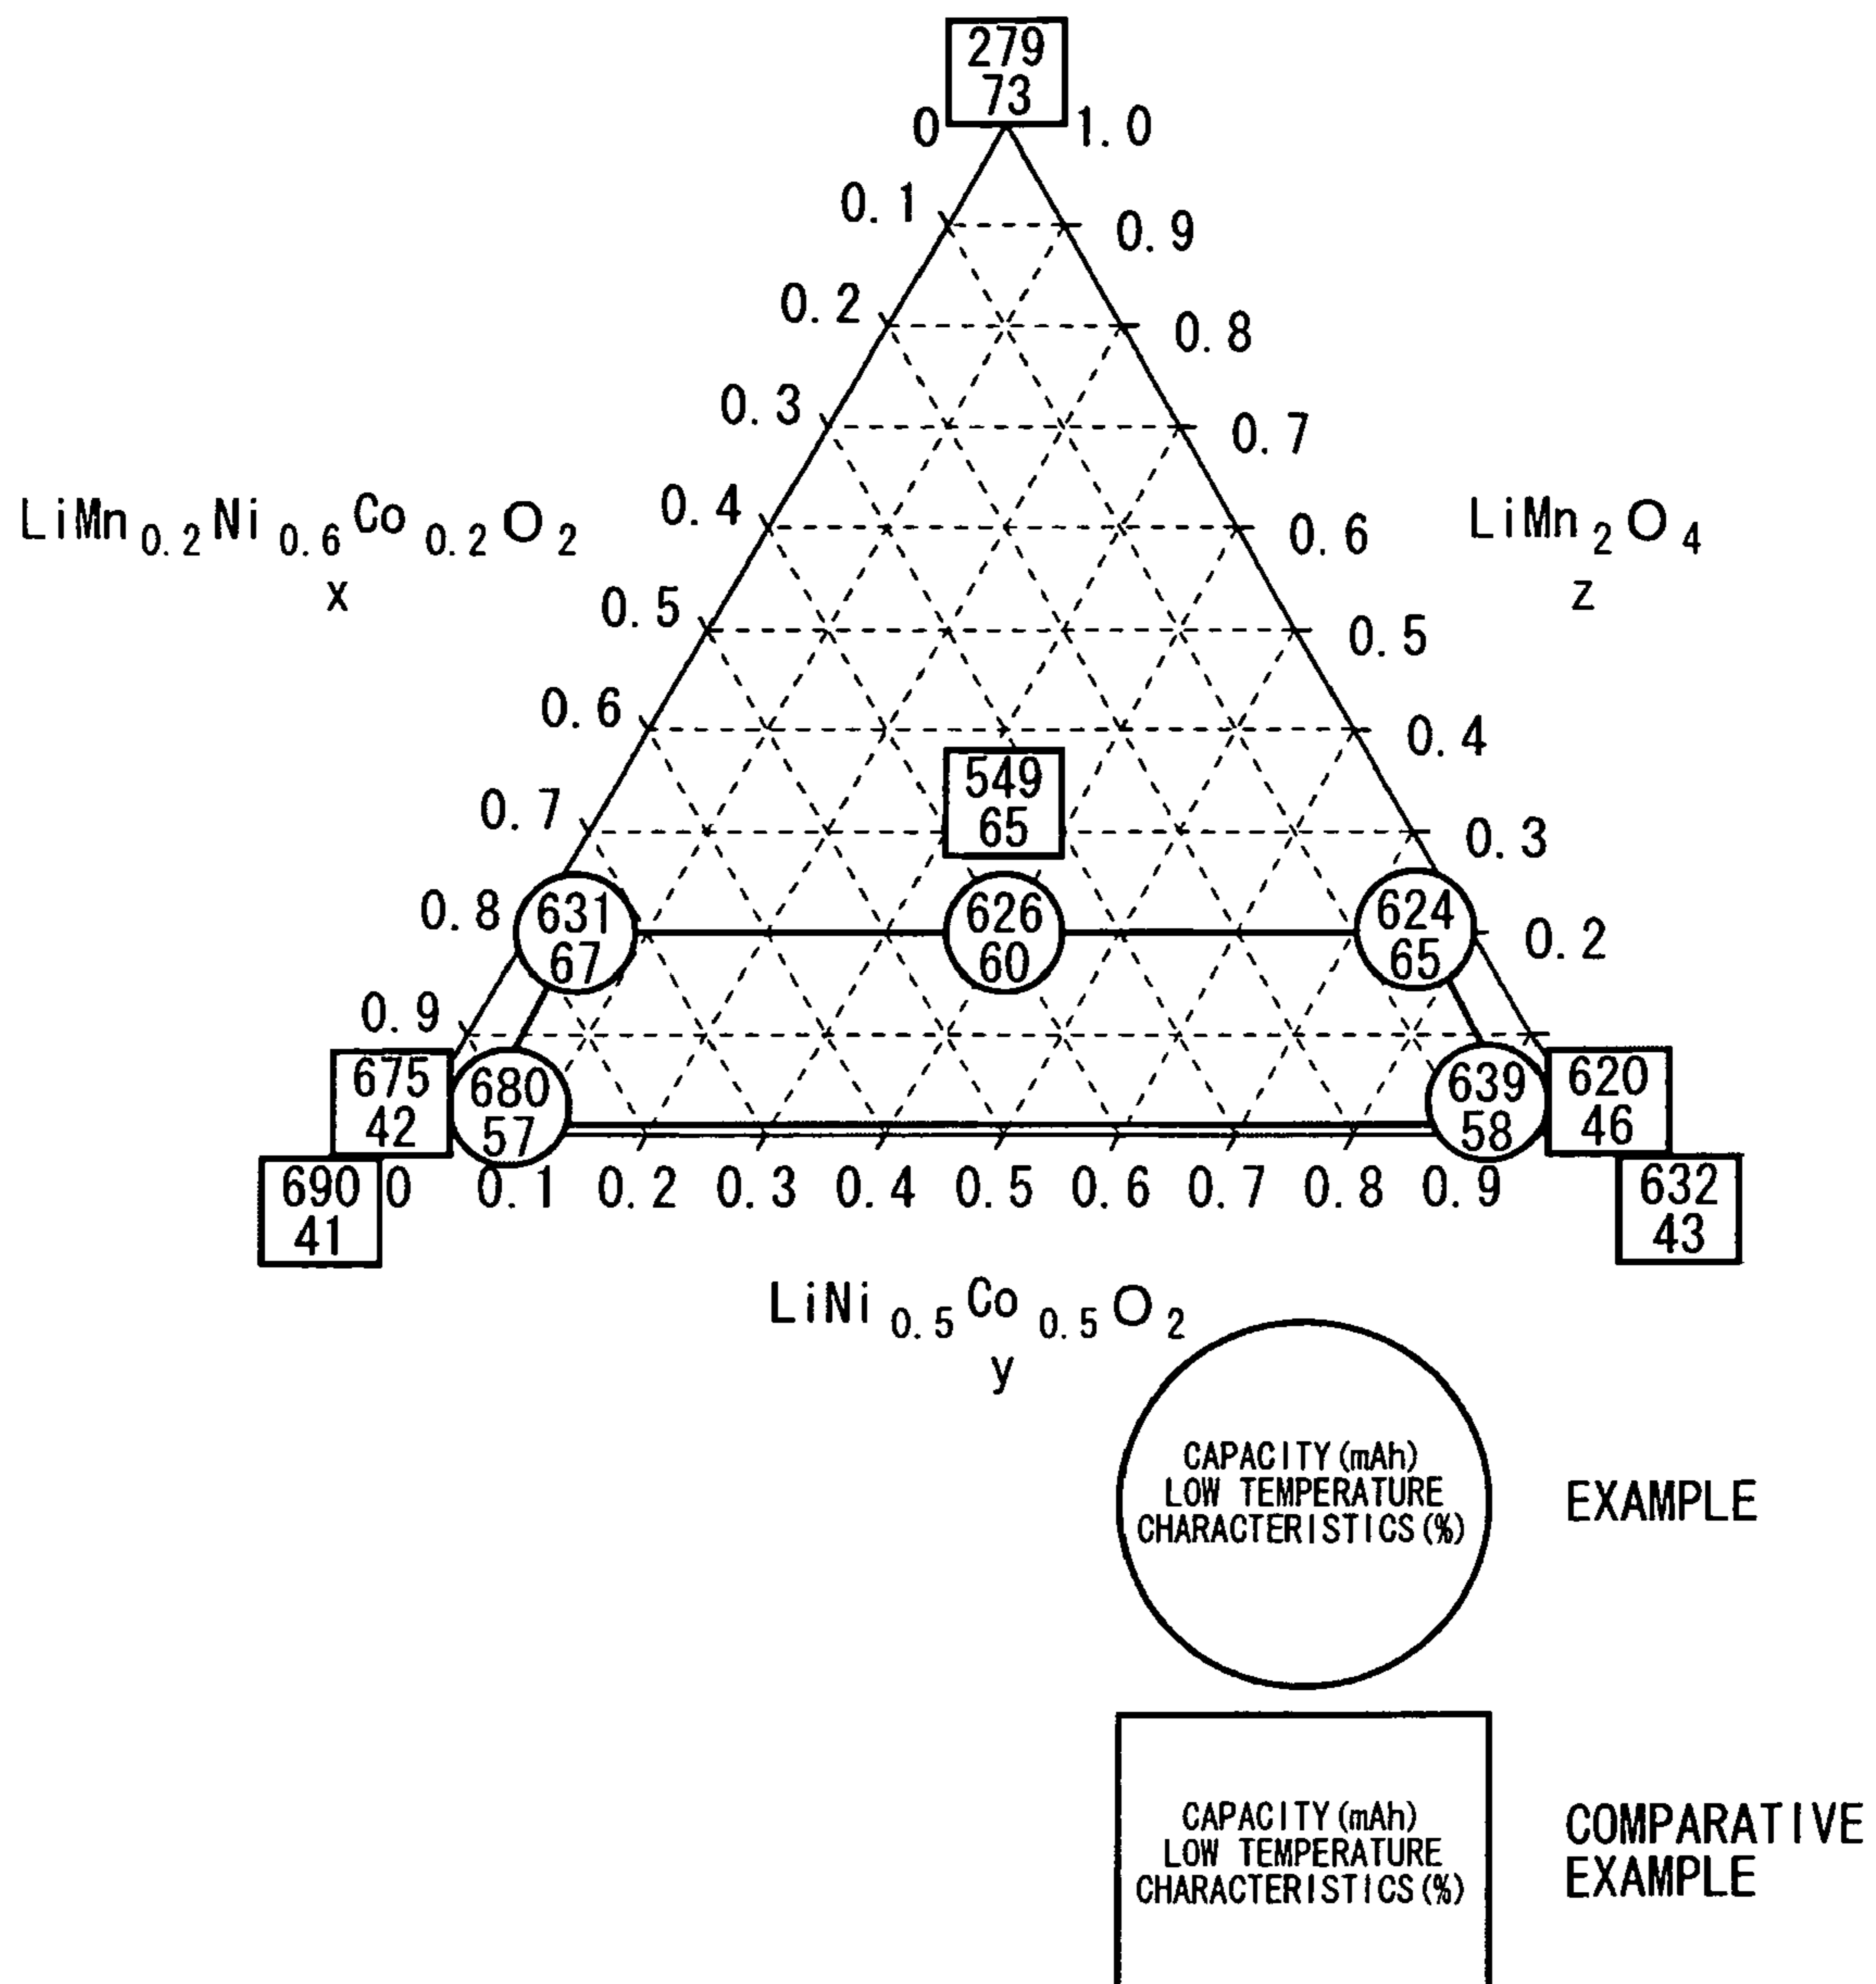 279
73
0 1.0
0.1 0.9
0.2 0.8
0.3 0.7
LiMn0.2Ni0.6Co0.2O2 0.4 0.6 LiMn2O4
x z
0.5 0.5
0.6 0.4
549
65
0.7 0.3
0.8 631 626 624 0.2
67 60 65
0.9
675 680 639 620
42 57 58 46
690 0 0.1 0.2 0.3 0.4 0.5 0.6 0.7 0.8 0.9 632
41 43
LiNi0.5Co0.5O2
y
CAPACITY(mAh)
LOW TEMPERATURE
CHARACTERISTICS(%)
EXAMPLE
CAPACITY(mAh)
LOW TEMPERATURE
CHARACTERISTICS(%)
COMPARATIVE
EXAMPLE